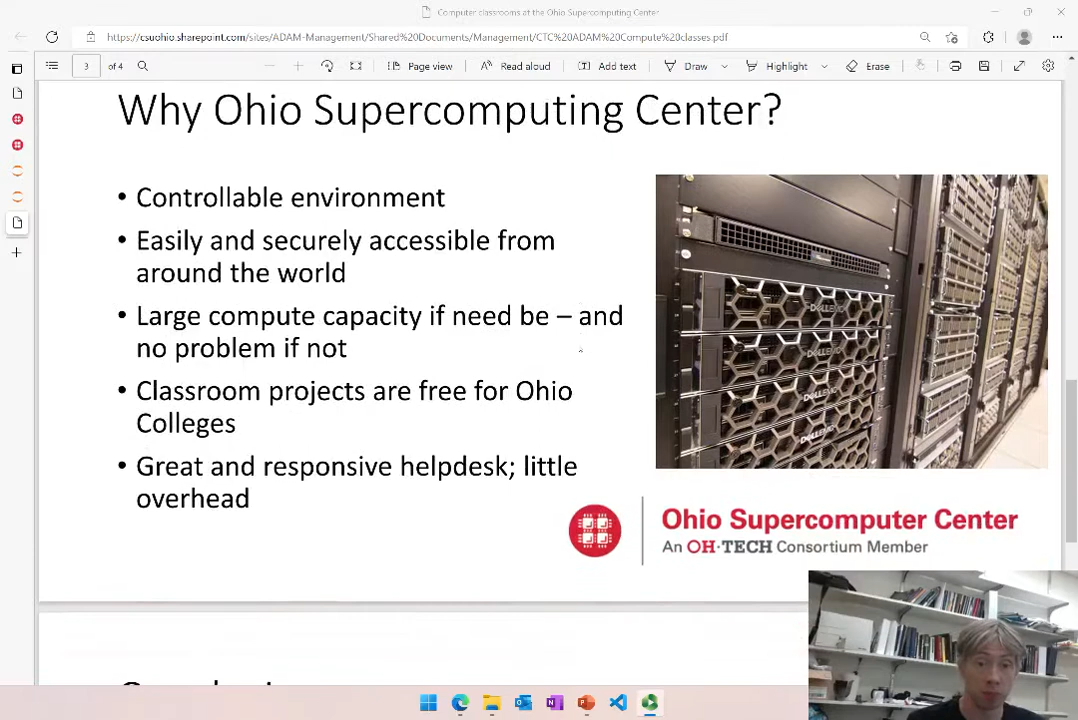 Computer classrooms at the Ohio Supercomputing Center
https://csuohio.sharepoint.com/sites/ADAM-Management/Shared%20Documents/Management/CTC%20ADAM%20Compute%20classes.pdf
3 of 4
Page view
Read aloud
Add text
Draw
Highlight
Erase
Why Ohio Supercomputing Center?
• Controllable environment
• Easily and securely accessible from
around the world
• Large compute capacity if need be – and
no problem if not
• Classroom projects are free for Ohio
Colleges
• Great and responsive helpdesk; little
overhead
Ohio Supercomputer Center
An OH·TECH Consortium Member